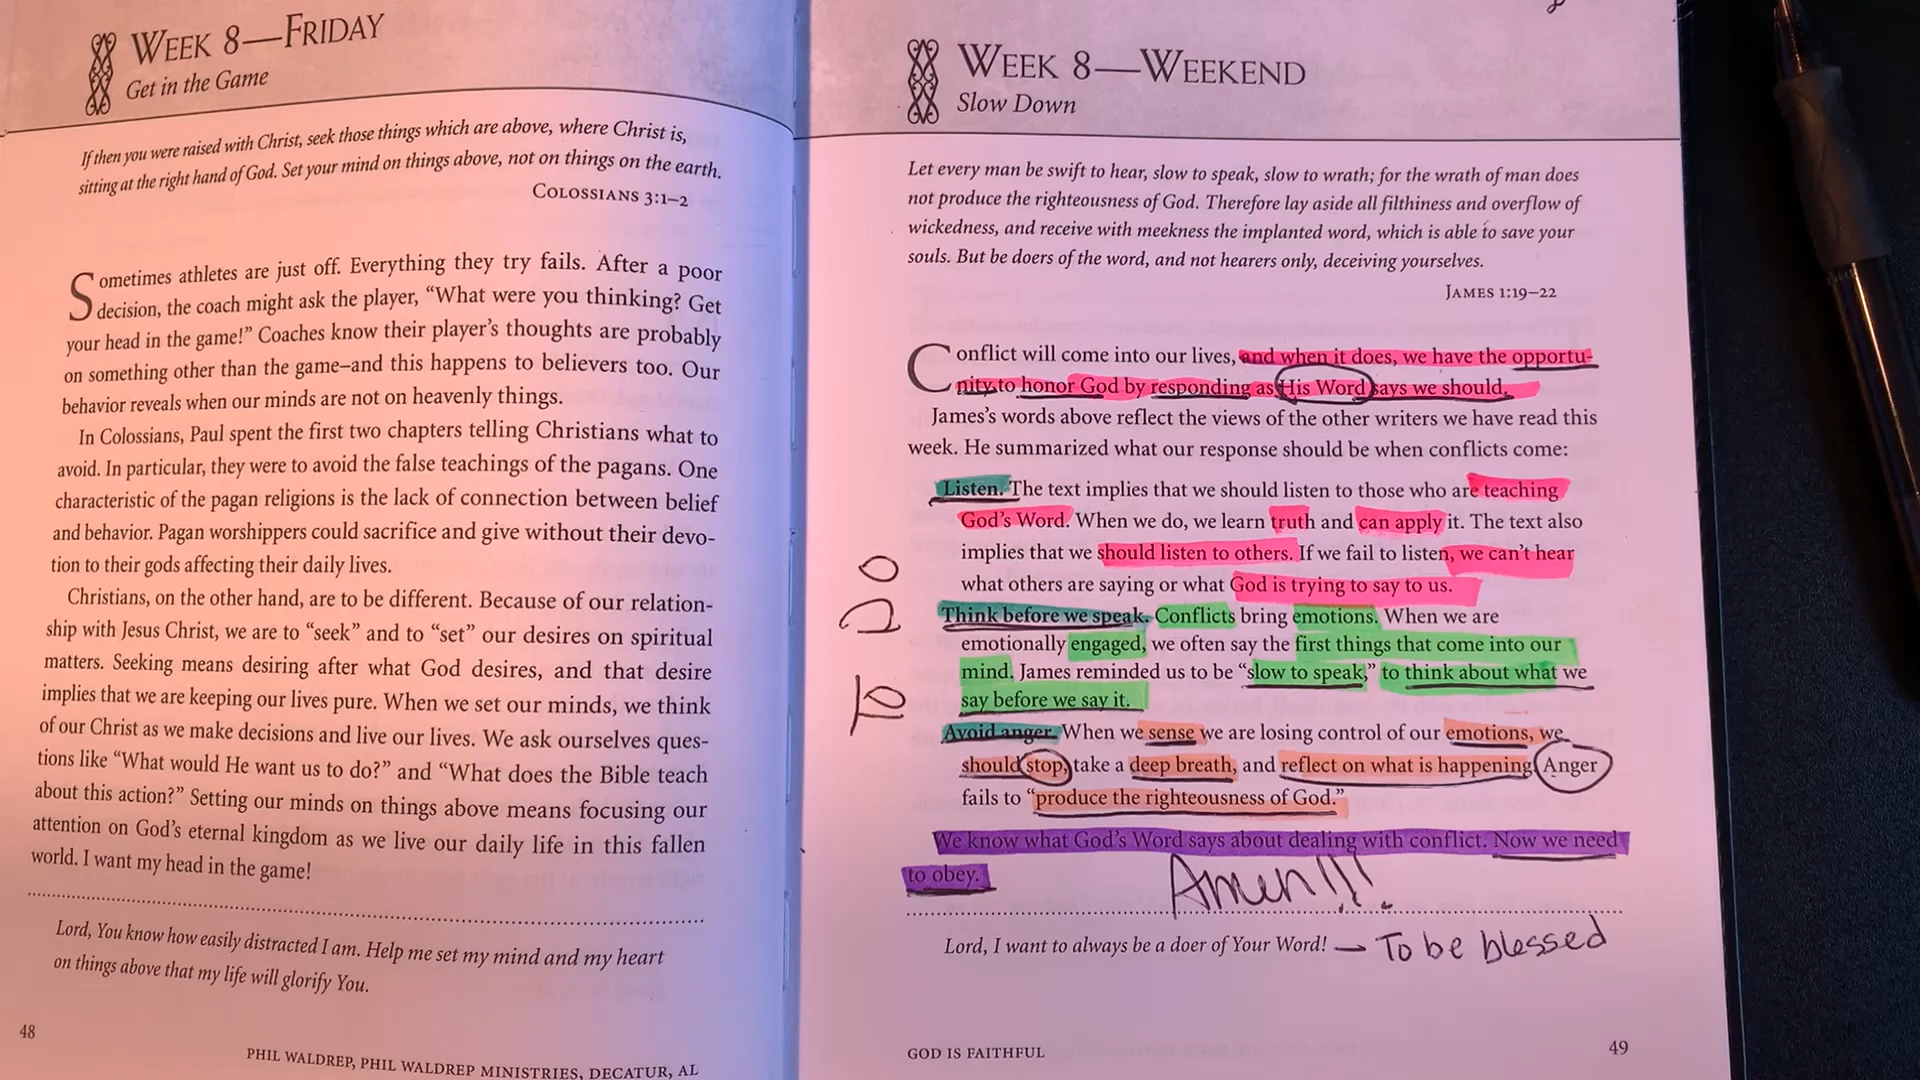 WEEK 8—FRIDAY
Get in the Game
If then you were raised with Christ, seek those things which are above, where Christ is,
sitting at the right hand of God. Set your mind on things above, not on things on the earth.
COLOSSIANS 3:1–2
Sometimes athletes are just off. Everything they try fails. After a poor
decision, the coach might ask the player, “What were you thinking? Get
your head in the game!” Coaches know their player’s thoughts are probably
on something other than the game–and this happens to believers too. Our
behavior reveals when our minds are not on heavenly things.
In Colossians, Paul spent the first two chapters telling Christians what to
avoid. In particular, they were to avoid the false teachings of the pagans. One
characteristic of the pagan religions is the lack of connection between belief
and behavior. Pagan worshippers could sacrifice and give without their devo-
tion to their gods affecting their daily lives.
Christians, on the other hand, are to be different. Because of our relation-
ship with Jesus Christ, we are to “seek” and to “set” our desires on spiritual
matters. Seeking means desiring after what God desires, and that desire
implies that we are keeping our lives pure. When we set our minds, we think
of our Christ as we make decisions and live our lives. We ask ourselves ques-
tions like “What would He want us to do?” and “What does the Bible teach
about this action?” Setting our minds on things above means focusing our
attention on God’s eternal kingdom as we live our daily life in this fallen
world. I want my head in the game!
Lord, You know how easily distracted I am. Help me set my mind and my heart
on things above that my life will glorify You.
48
PHIL WALDREP, PHIL WALDREP MINISTRIES, DECATUR, AL
WEEK 8—WEEKEND
Slow Down
Let every man be swift to hear, slow to speak, slow to wrath; for the wrath of man does
not produce the righteousness of God. Therefore lay aside all filthiness and overflow of
wickedness, and receive with meekness the implanted word, which is able to save your
souls. But be doers of the word, and not hearers only, deceiving yourselves.
JAMES 1:19–22
Conflict will come into our lives, and when it does, we have the opportu-
nity to honor God by responding as His Word says we should.
James’s words above reflect the views of the other writers we have read this
week. He summarized what our response should be when conflicts come:
Listen. The text implies that we should listen to those who are teaching
God’s Word. When we do, we learn truth and can apply it. The text also
implies that we should listen to others. If we fail to listen, we can’t hear
what others are saying or what God is trying to say to us.
Think before we speak. Conflicts bring emotions. When we are
emotionally engaged, we often say the first things that come into our
mind. James reminded us to be “slow to speak,” to think about what we
say before we say it.
Avoid anger. When we sense we are losing control of our emotions, we
should stop, take a deep breath, and reflect on what is happening. Anger
fails to “produce the righteousness of God.”
TO DO
We know what God’s Word says about dealing with conflict. Now we need
to obey.
Amen!!!
Lord, I want to always be a doer of Your Word! — To be blessed
GOD IS FAITHFUL
49